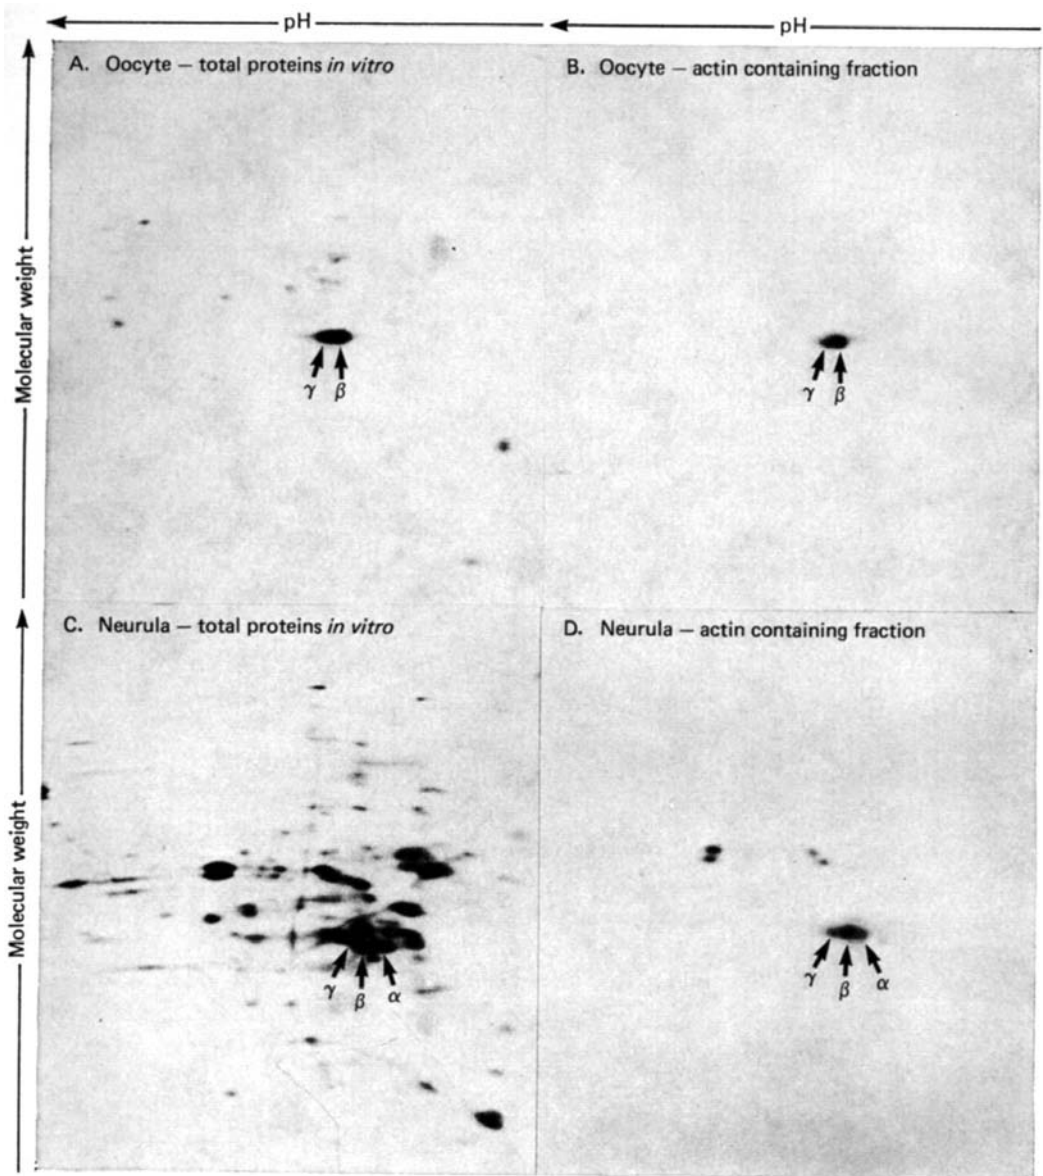 pH pH
A. Oocyte — total proteins in vitro
B. Oocyte — actin containing fraction
Molecular weight
γ β
γ β
C. Neurula — total proteins in vitro
D. Neurula — actin containing fraction
Molecular weight
γ β α
γ β α